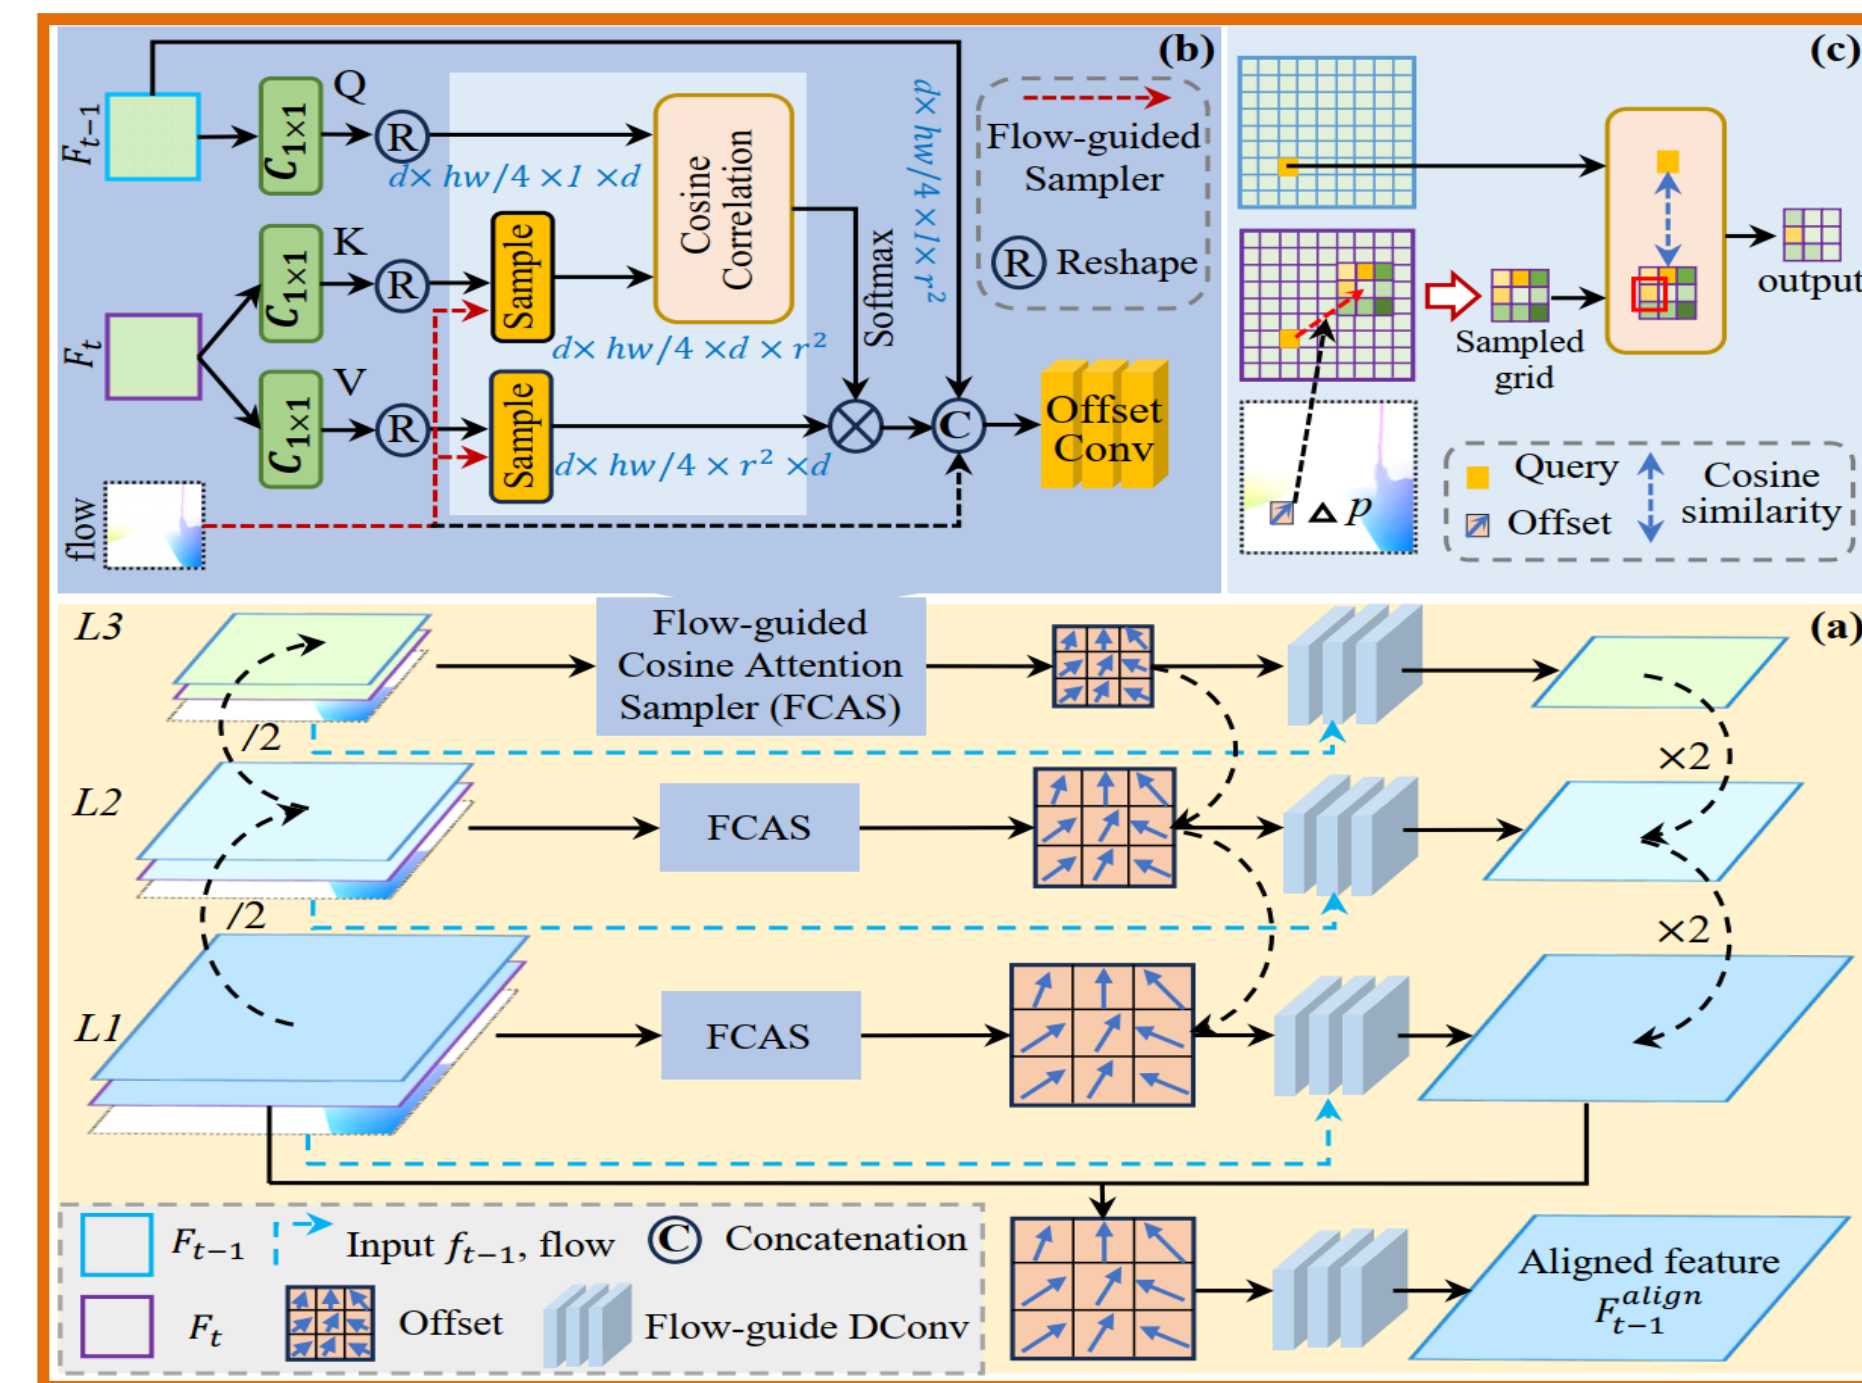 (b)
F_{t−1}
C_{1×1}
Q
R
d× hw/4 ×1 ×d
Cosine
Correlation
Softmax
d× hw/4 ×1× r²
Flow-guided
Sampler
R Reshape
F_t
C_{1×1}
K
R
Sample
d× hw/4 ×d × r²
C_{1×1}
V
R
Sample
d× hw/4 × r² ×d
C
Offset
Conv
flow
(c)
output
Sampled
grid
△ p
Query
Offset
Cosine
similarity
(a)
L3
/2
Flow-guided
Cosine Attention
Sampler (FCAS)
×2
L2
/2
FCAS
×2
L1
FCAS
F_{t−1}
Input f_{t−1}, flow
C Concatenation
F_t
Offset
Flow-guide DConv
Aligned feature
F_{t−1}^{align}